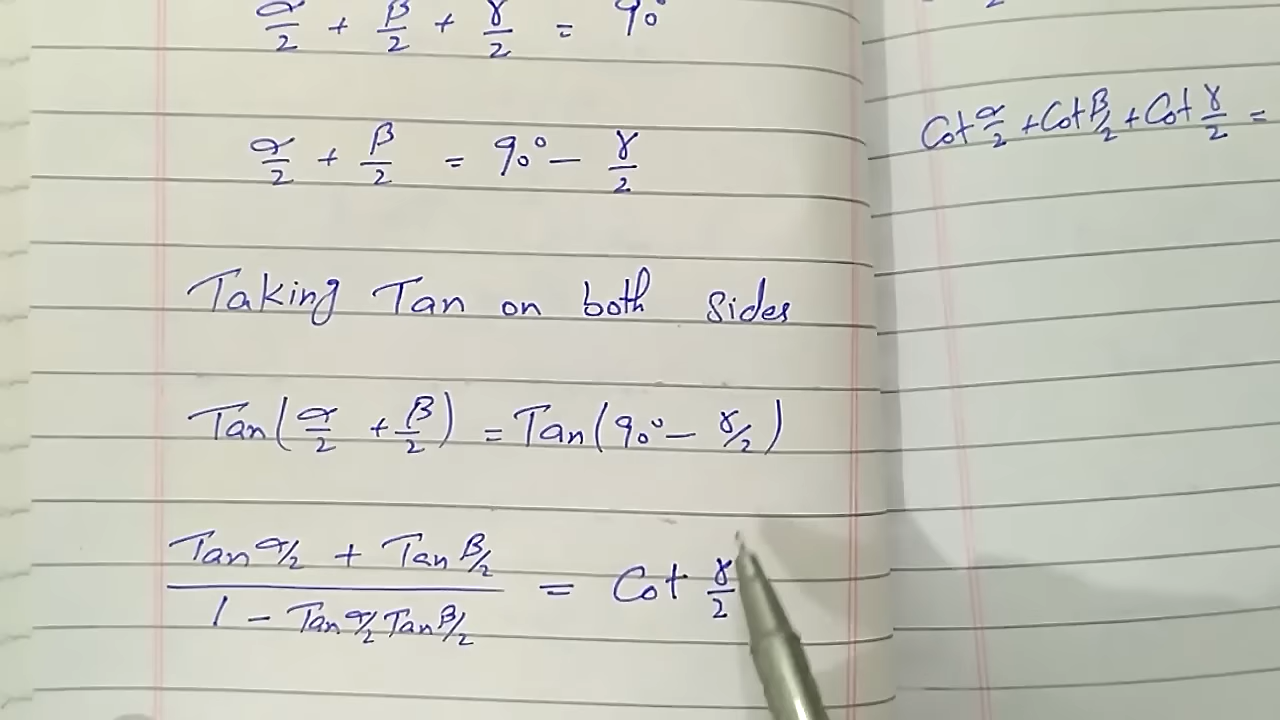 α/2 + β/2 + γ/2 = 90°
α/2 + β/2 = 90° - γ/2
Taking Tan on both sides
Tan(α/2 + β/2) = Tan(90° - γ/2)
(Tan α/2 + Tan β/2)/(1 - Tan α/2 Tan β/2) = Cot γ/2
Cot α/2 + Cot β/2 + Cot γ/2 =